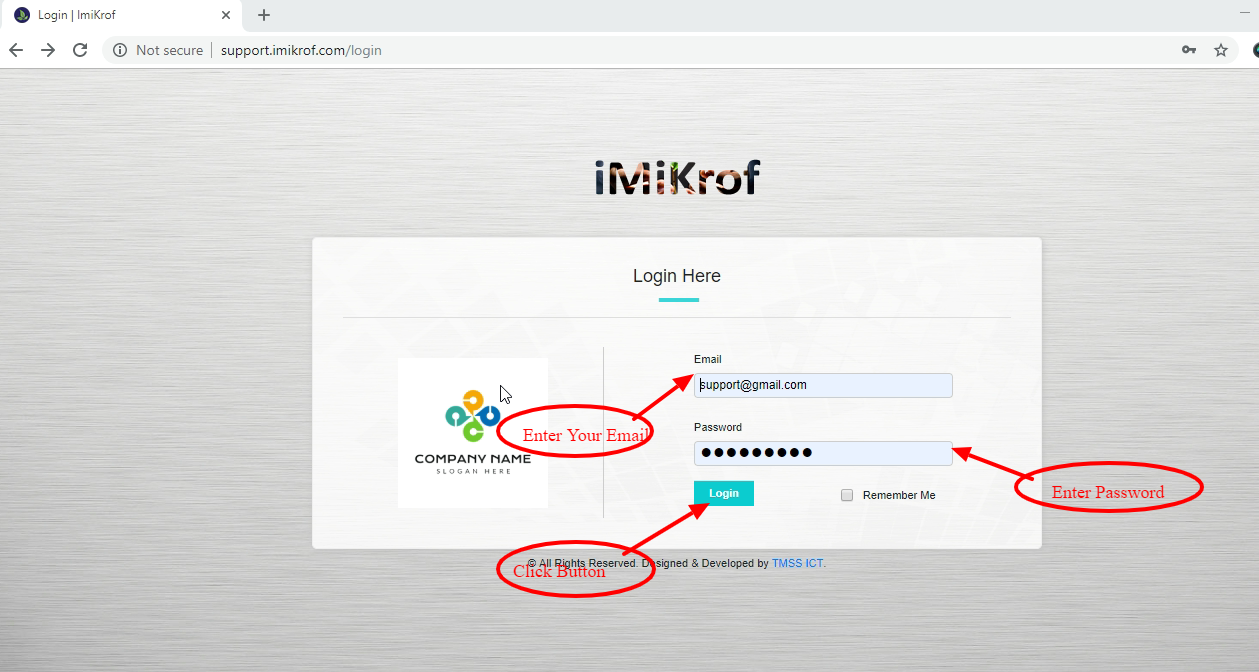 Login | ImiKrof
Not secure | support.imikrof.com/login
iMiKrof
Login Here
Email
support@gmail.com
Enter Your Email
Password
COMPANY NAME
SLOGAN HERE
Login
Remember Me
Enter Password
© All Rights Reserved. Designed & Developed by TMSS ICT.
Click Button